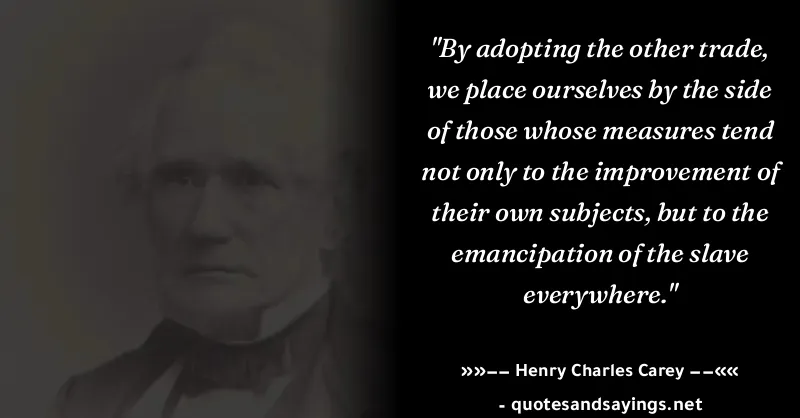 "By adopting the other trade,
we place ourselves by the side
of those whose measures tend
not only to the improvement of
their own subjects, but to the
emancipation of the slave
everywhere."
»»–– Henry Charles Carey ––««
- quotesandsayings.net